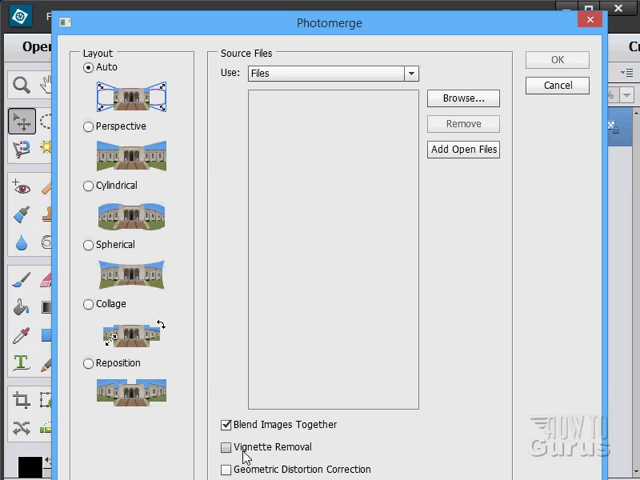 Photomerge
Open
Layout
Auto
Perspective
Cylindrical
Spherical
Collage
Reposition
Source Files
Use: Files
Browse...
Remove
Add Open Files
OK
Cancel
Blend Images Together
Vignette Removal
Geometric Distortion Correction
HOW TO
Gurus